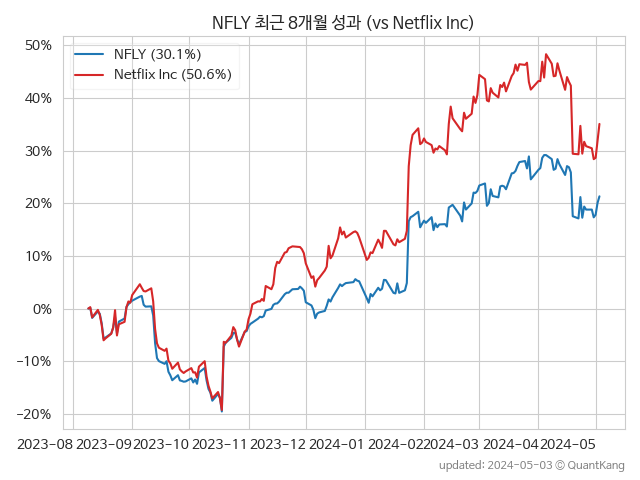 NFLY 최근 8개월 성과 (vs Netflix Inc)
NFLY (30.1%)
Netflix Inc (50.6%)
50%
40%
30%
20%
10%
0%
−10%
−20%
2023−08 2023−09 2023−10 2023−11 2023−12 2024−01 2024−02 2024−03 2024−04 2024−05
updated: 2024-05-03 © QuantKang